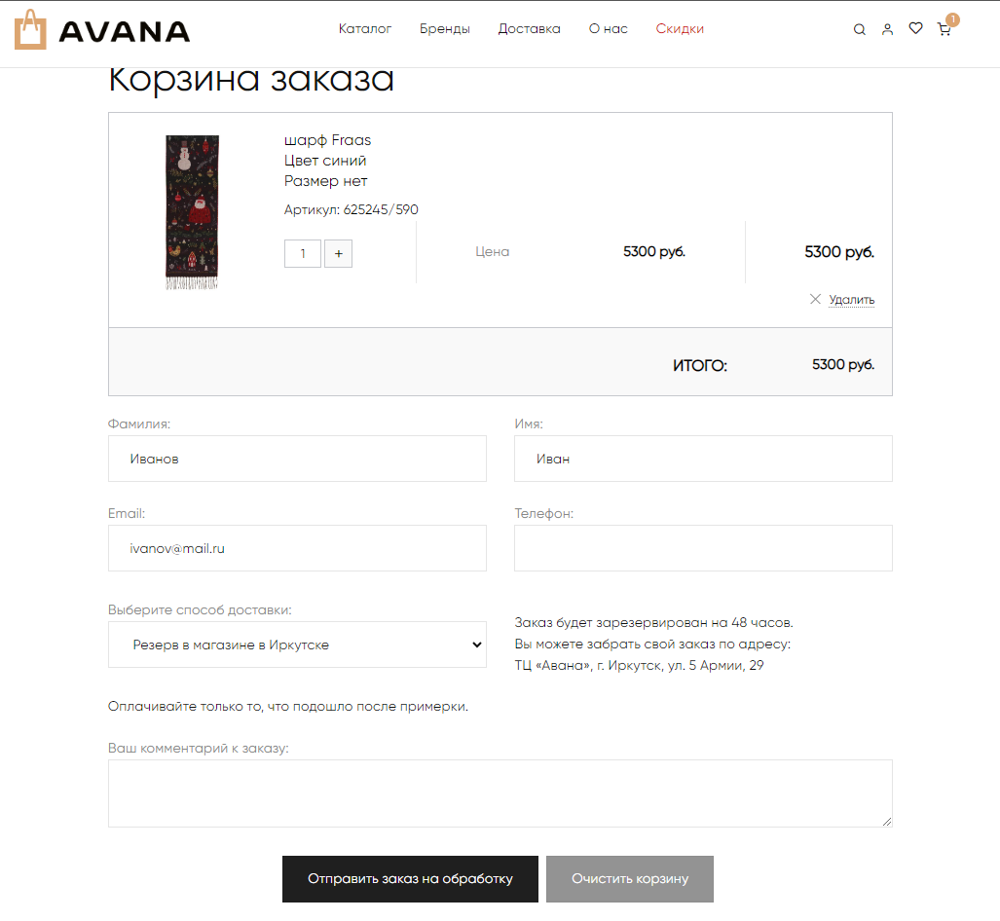 AVANA
Каталог Бренды Доставка О нас Скидки
1
Корзина заказа
шарф Fraas
Цвет синий
Размер нет
Артикул: 625245/590
1 + Цена 5300 руб. 5300 руб.
Удалить
ИТОГО: 5300 руб.
Фамилия: Имя:
Иванов Иван
Email: Телефон:
ivanov@mail.ru
Выберите способ доставки:
Резерв в магазине в Иркутске
Заказ будет зарезервирован на 48 часов.
Вы можете забрать свой заказ по адресу:
ТЦ «Авана», г. Иркутск, ул. 5 Армии, 29
Оплачивайте только то, что подошло после примерки.
Ваш комментарий к заказу:
Отправить заказ на обработку Очистить корзину